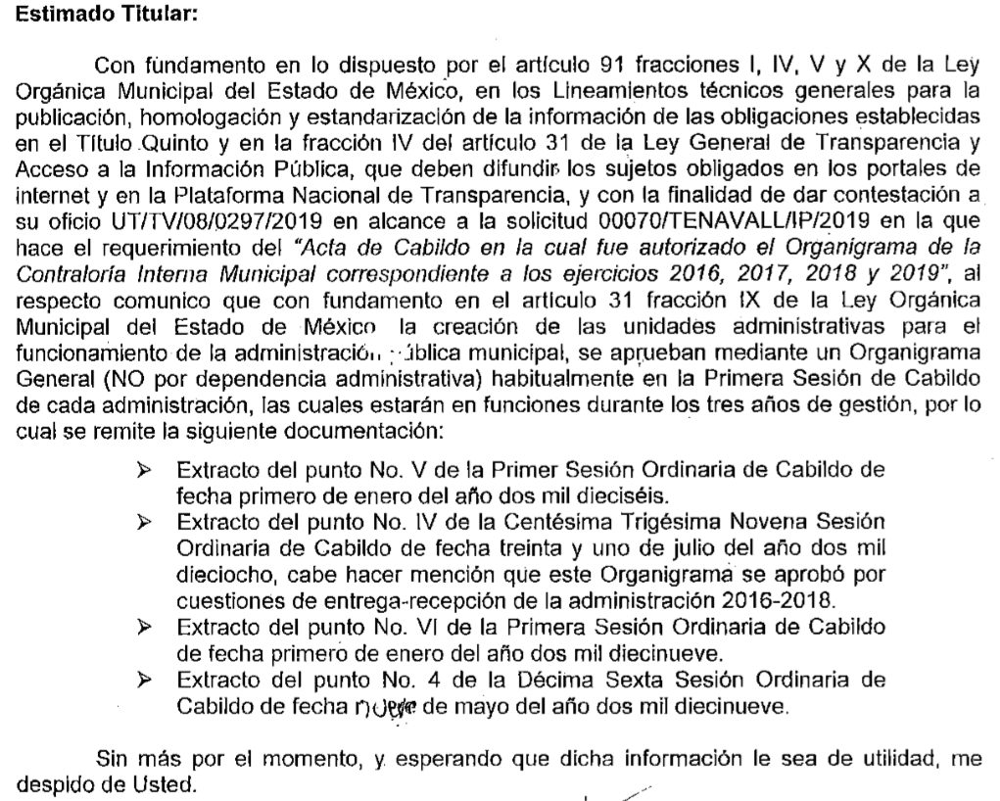 Estimado Titular:
Con fundamento en lo dispuesto por el artículo 91 fracciones I, IV, V y X de la Ley
Orgánica Municipal del Estado de México, en los Lineamientos técnicos generales para la
publicación, homologación y estandarización de la información de las obligaciones establecidas
en el Título Quinto y en la fracción IV del artículo 31 de la Ley General de Transparencia y
Acceso a la Información Pública, que deben difundir los sujetos obligados en los portales de
internet y en la Plataforma Nacional de Transparencia, y con la finalidad de dar contestación a
su oficio UT/TV/08/0297/2019 en alcance a la solicitud 00070/TENAVALL/IP/2019 en la que
hace el requerimiento del "Acta de Cabildo en la cual fue autorizado el Organigrama de la
Contraloría Interna Municipal correspondiente a los ejercicios 2016, 2017, 2018 y 2019", al
respecto comunico que con fundamento en el artículo 31 fracción IX de la Ley Orgánica
Municipal del Estado de México la creación de las unidades administrativas para el
funcionamiento de la administración pública municipal, se aprueban mediante un Organigrama
General (NO por dependencia administrativa) habitualmente en la Primera Sesión de Cabildo
de cada administración, las cuales estarán en funciones durante los tres años de gestión, por lo
cual se remite la siguiente documentación:
➢ Extracto del punto No. V de la Primer Sesión Ordinaria de Cabildo de
fecha primero de enero del año dos mil dieciséis.
➢ Extracto del punto No. IV de la Centésima Trigésima Novena Sesión
Ordinaria de Cabildo de fecha treinta y uno de julio del año dos mil
dieciocho, cabe hacer mención que este Organigrama se aprobó por
cuestiones de entrega-recepción de la administración 2016-2018.
➢ Extracto del punto No. VI de la Primera Sesión Ordinaria de Cabildo
de fecha primero de enero del año dos mil diecinueve.
➢ Extracto del punto No. 4 de la Décima Sexta Sesión Ordinaria de
Cabildo de fecha nueve de mayo del año dos mil diecinueve.
Sin más por el momento, y esperando que dicha información le sea de utilidad, me
despido de Usted.